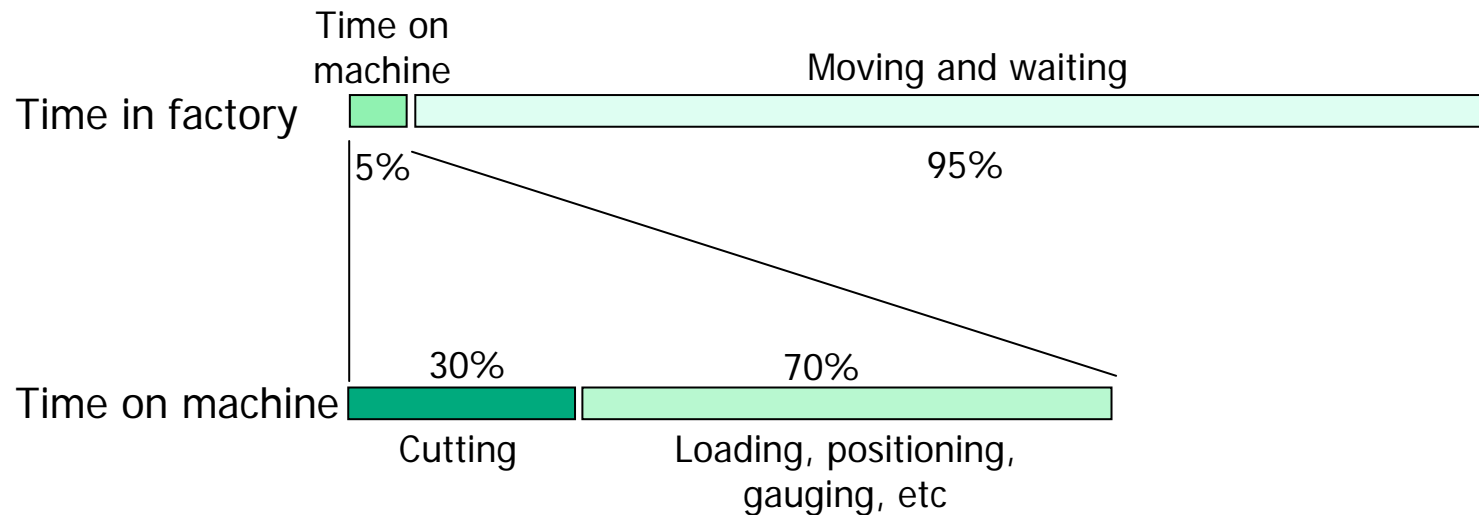 Time on
machine
Moving and waiting
Time in factory
5%
95%
30%
70%
Time on machine
Cutting
Loading, positioning,
gauging, etc